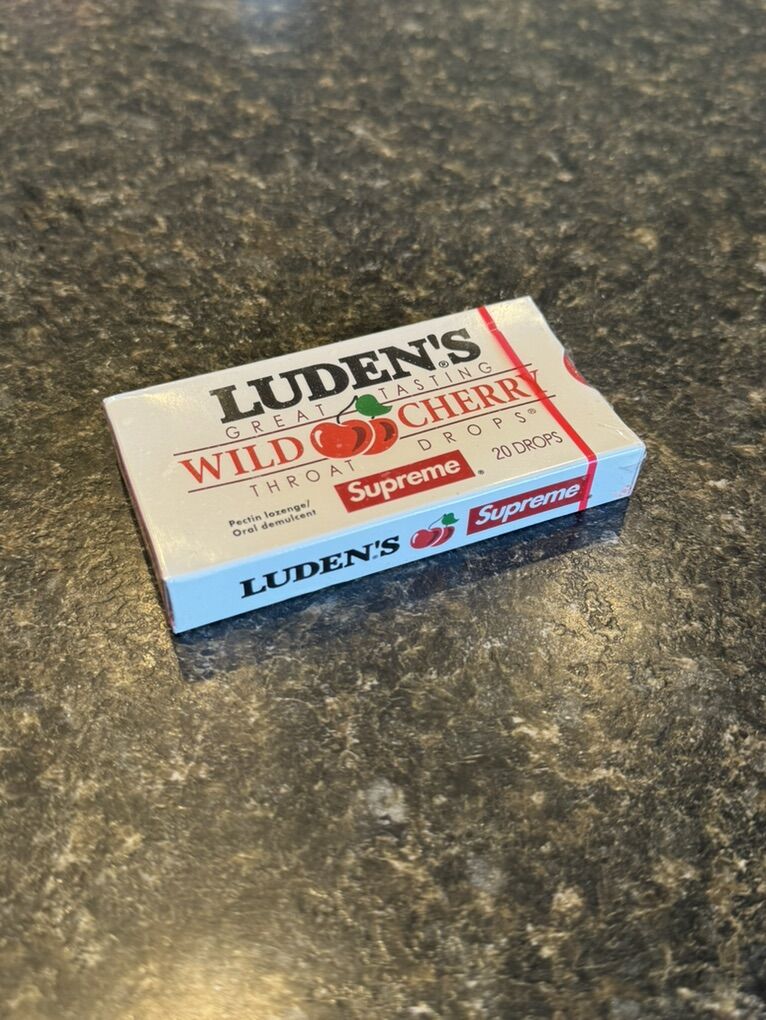 LUDEN'S®
GREAT TASTING
WILD CHERRY
THROAT DROPS®
Supreme®
20 DROPS
Pectin lozenge/
Oral demulcent
LUDEN'S Supreme